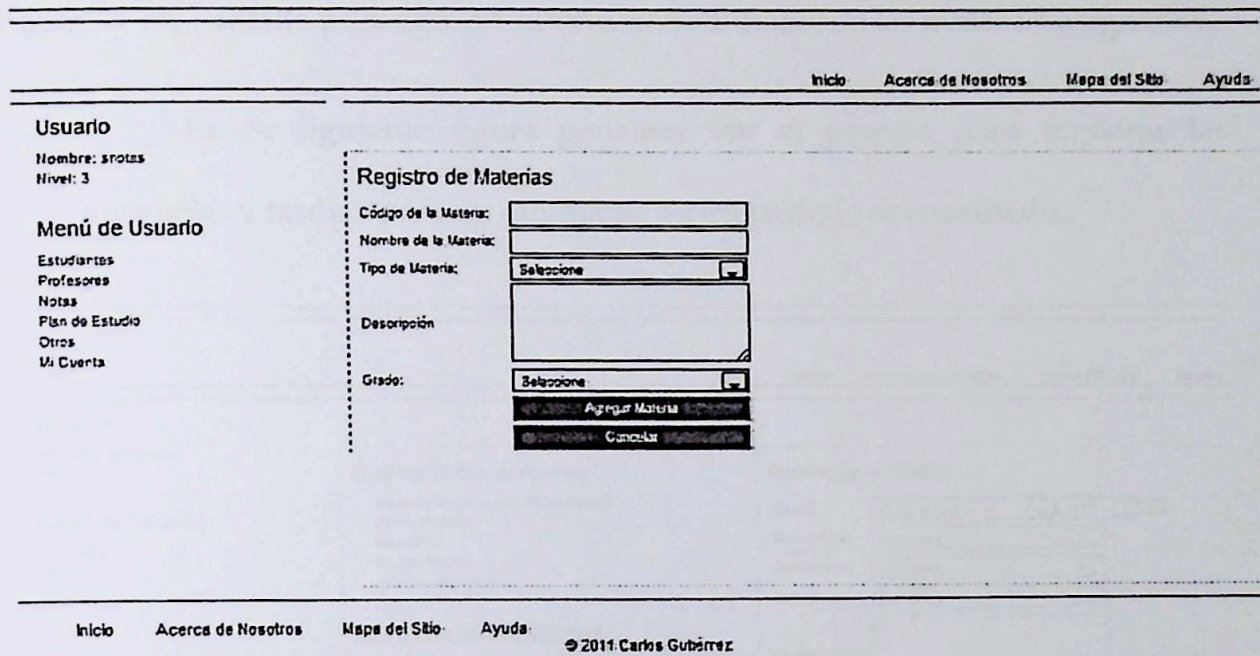 Inicio Acerca de Nosotros Mapa del Sitio Ayuda
Usuario
Nombre: snotas
Nivel: 3
Menú de Usuario
Estudiantes
Profesores
Notas
Plan de Estudio
Otros
Mi Cuenta
Registro de Materias
Código de la Materia:
Nombre de la Materia:
Tipo de Materia: Seleccione
Descripción
Grado: Seleccione
Agregar Materia
Cancelar
Inicio Acerca de Nosotros Mapa del Sitio Ayuda
© 2011 Carlos Gutiérrez